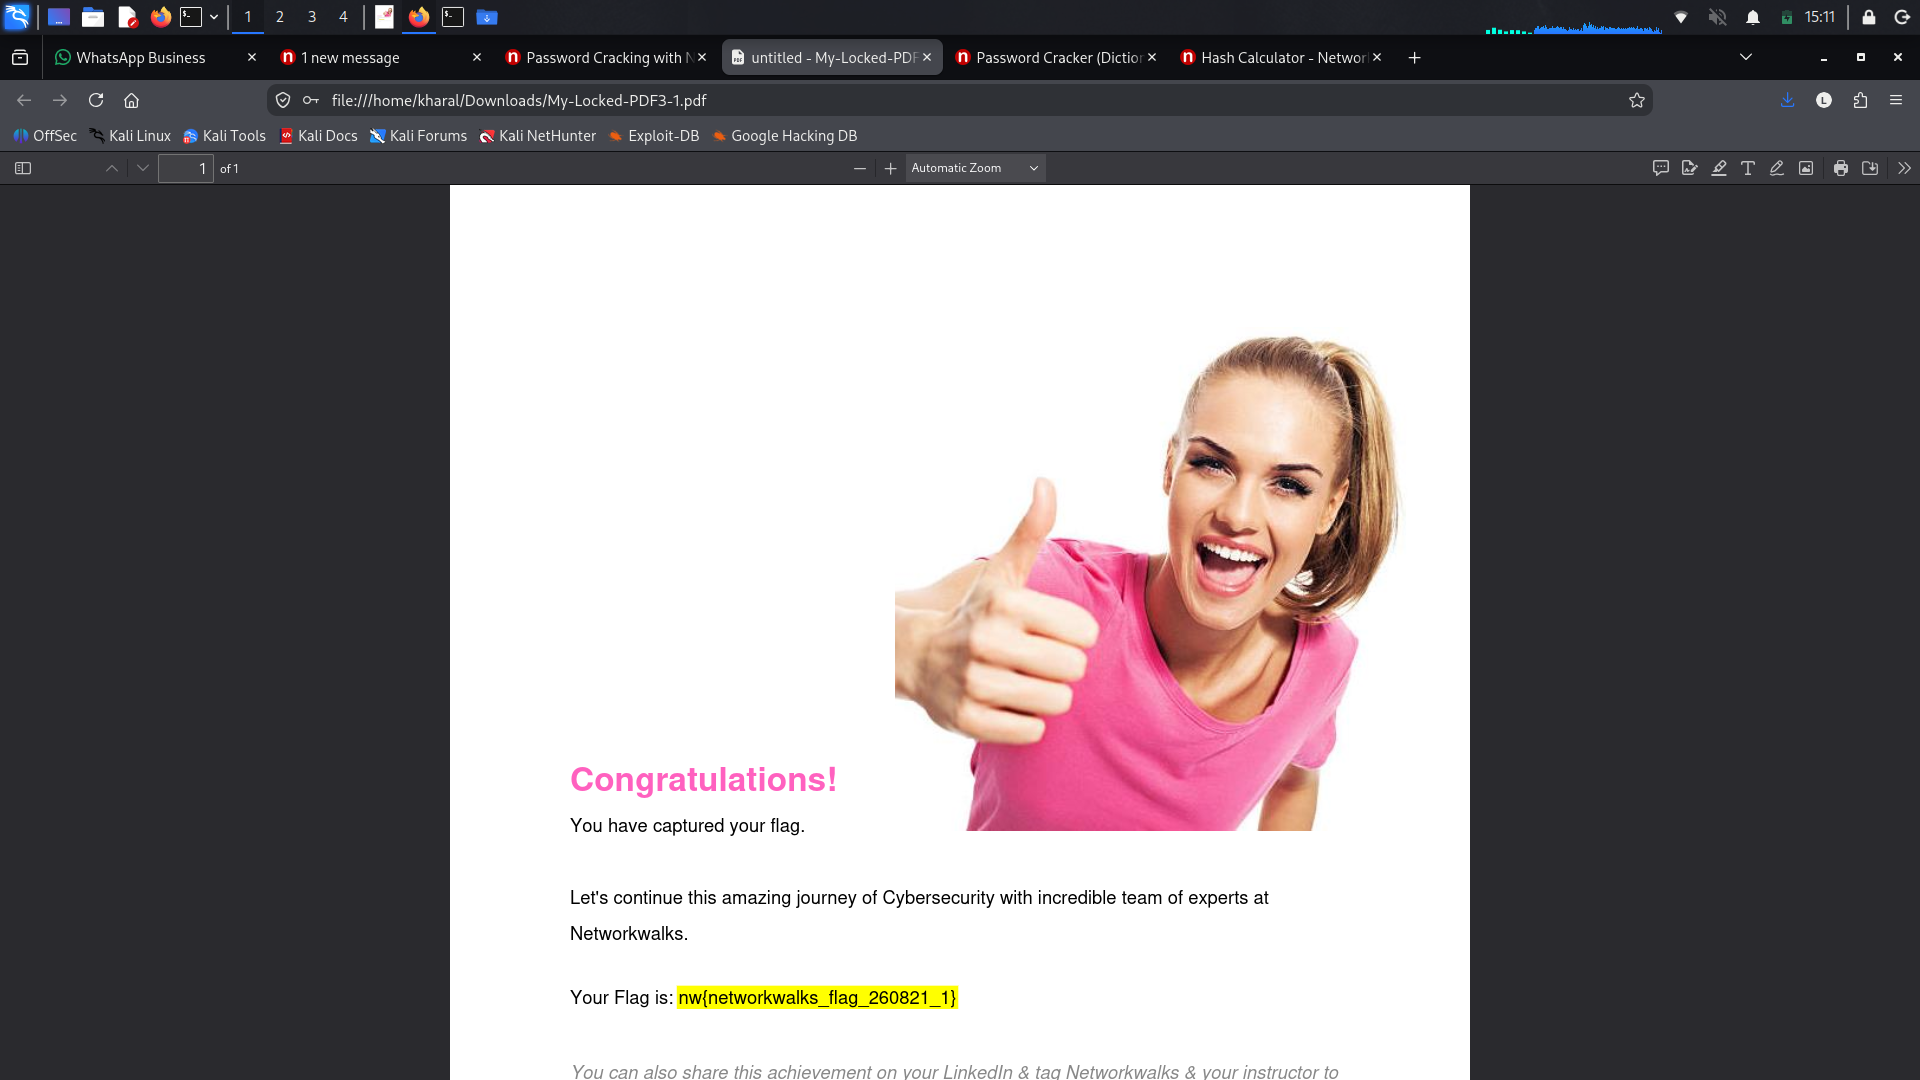 1 2 3 4 15:11
WhatsApp Business
1 new message
Password Cracking with N
untitled - My-Locked-PDF
Password Cracker (Diction
Hash Calculator - Networ
file:///home/kharal/Downloads/My-Locked-PDF3-1.pdf
L
OffSec Kali Linux Kali Tools Kali Docs Kali Forums Kali NetHunter Exploit-DB Google Hacking DB
1 of 1 Automatic Zoom
Congratulations!
You have captured your flag.
Let's continue this amazing journey of Cybersecurity with incredible team of experts at
Networkwalks.
Your Flag is: nw{networkwalks_flag_260821_1}
You can also share this achievement on your LinkedIn & tag Networkwalks & your instructor to